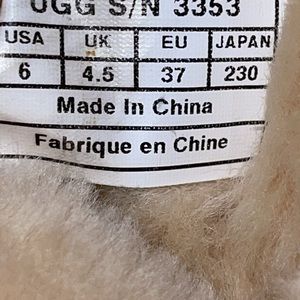 UGG S/N 3353
USA UK EU JAPAN
6 4.5 37 230
Made In China
Fabrique en Chine